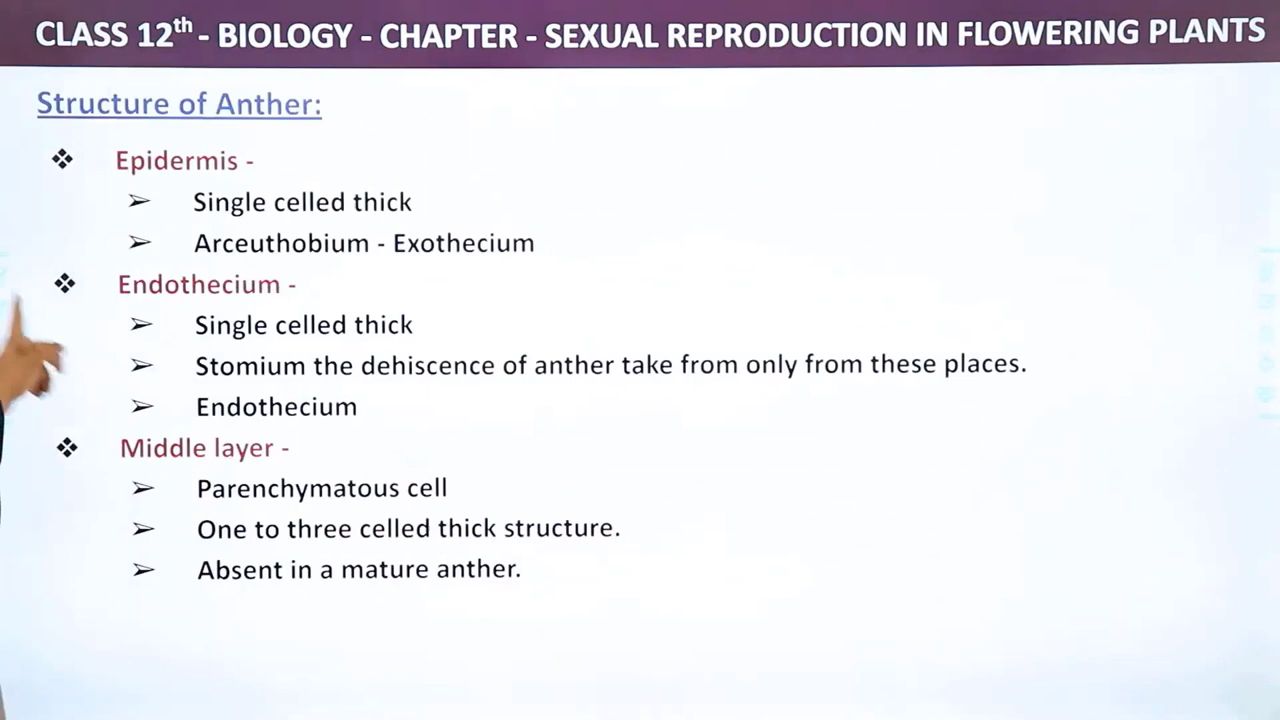 CLASS 12th - BIOLOGY - CHAPTER - SEXUAL REPRODUCTION IN FLOWERING PLANTS
Structure of Anther:
❖ Epidermis -
➢ Single celled thick
➢ Arceuthobium - Exothecium
❖ Endothecium -
➢ Single celled thick
➢ Stomium the dehiscence of anther take from only from these places.
➢ Endothecium
❖ Middle layer -
➢ Parenchymatous cell
➢ One to three celled thick structure.
➢ Absent in a mature anther.